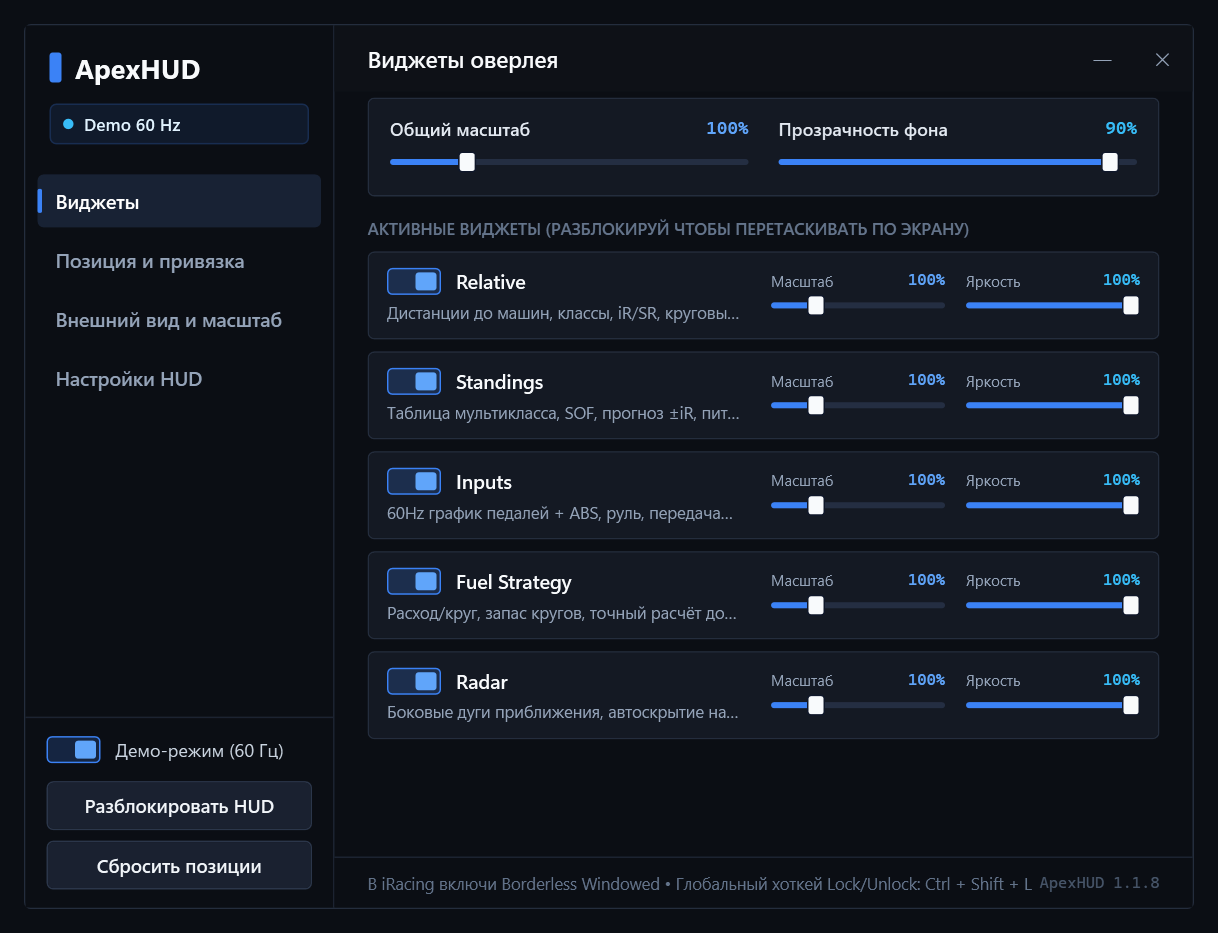 ApexHUD
Demo 60 Hz
Виджеты
Позиция и привязка
Внешний вид и масштаб
Настройки HUD
Демо-режим (60 Гц)
Разблокировать HUD
Сбросить позиции
Виджеты оверлея
Общий масштаб 100%
Прозрачность фона 90%
АКТИВНЫЕ ВИДЖЕТЫ (РАЗБЛОКИРУЙ ЧТОБЫ ПЕРЕТАСКИВАТЬ ПО ЭКРАНУ)
Relative
Дистанции до машин, классы, iR/SR, круговы...
Масштаб 100%
Яркость 100%
Standings
Таблица мультикласса, SOF, прогноз ±iR, пит...
Масштаб 100%
Яркость 100%
Inputs
60Hz график педалей + ABS, руль, передача...
Масштаб 100%
Яркость 100%
Fuel Strategy
Расход/круг, запас кругов, точный расчёт до...
Масштаб 100%
Яркость 100%
Radar
Боковые дуги приближения, автоскрытие на...
Масштаб 100%
Яркость 100%
В iRacing включи Borderless Windowed • Глобальный хоткей Lock/Unlock: Ctrl + Shift + L
ApexHUD 1.1.8